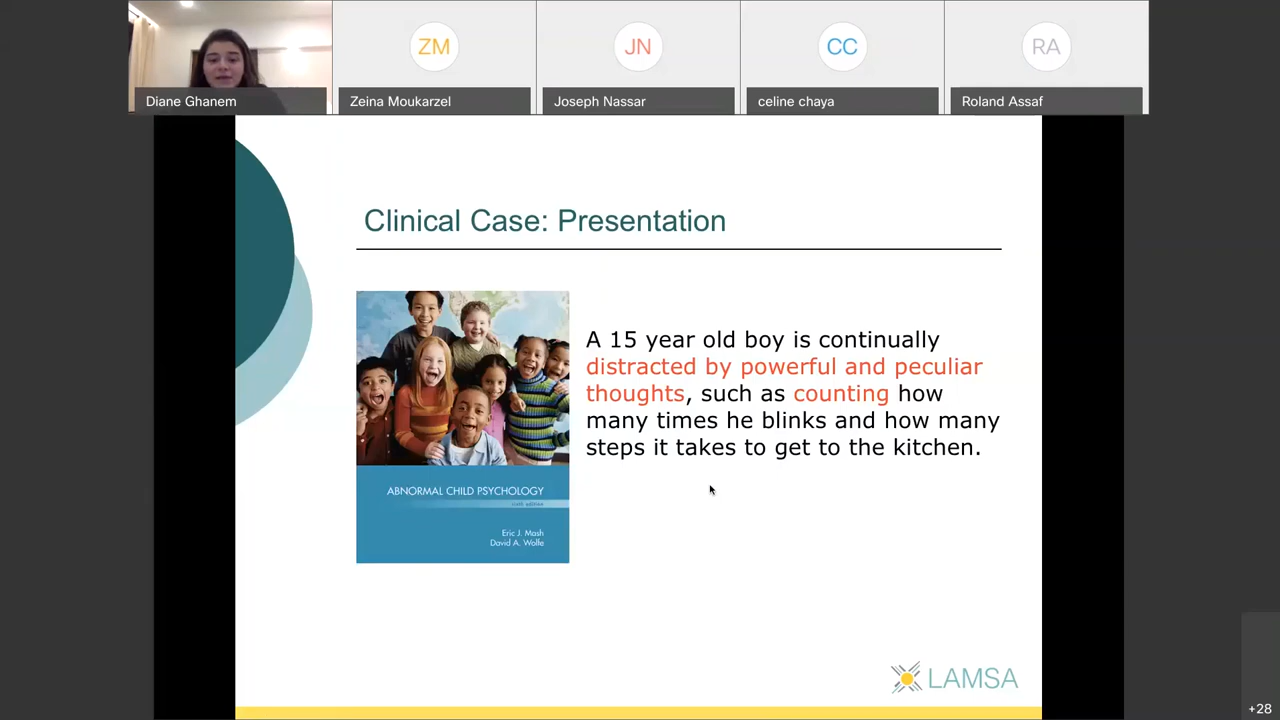 ZM
JN
CC
RA
Diane Ghanem
Zeina Moukarzel
Joseph Nassar
celine chaya
Roland Assaf
Clinical Case: Presentation
A 15 year old boy is continually
distracted by powerful and peculiar
thoughts, such as counting how
many times he blinks and how many
steps it takes to get to the kitchen.
ABNORMAL CHILD PSYCHOLOGY
sixth edition
Eric J. Mash
David A. Wolfe
LAMSA
+28